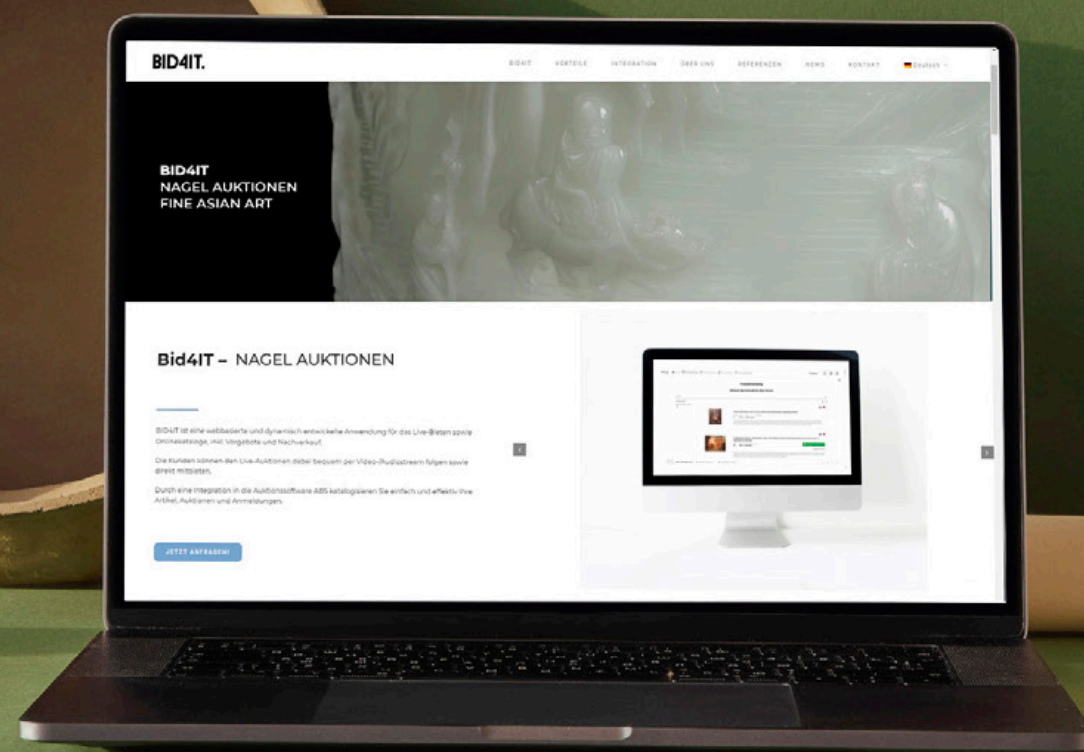 BID4IT.
BID4IT VORTEILE INTEGRATION ÜBER UNS REFERENZEN NEWS KONTAKT Deutsch
BID4IT
NAGEL AUKTIONEN
FINE ASIAN ART
Bid4IT – NAGEL AUKTIONEN
BID4IT ist eine webbasierte und dynamisch entwickelte Anwendung für das Live-Bieten sowie
Onlinekataloge, inkl. Vorgebote und Nachverkauf.
Die Kunden können den Live-Auktionen dabei bequem per Video-/Audiostream folgen sowie
direkt mitbieten.
Durch eine Integration in die Auktionssoftware ABS katalogisieren Sie einfach und effektiv Ihre
Artikel, Auktionen und Anmeldungen.
JETZT ANFRAGEN!